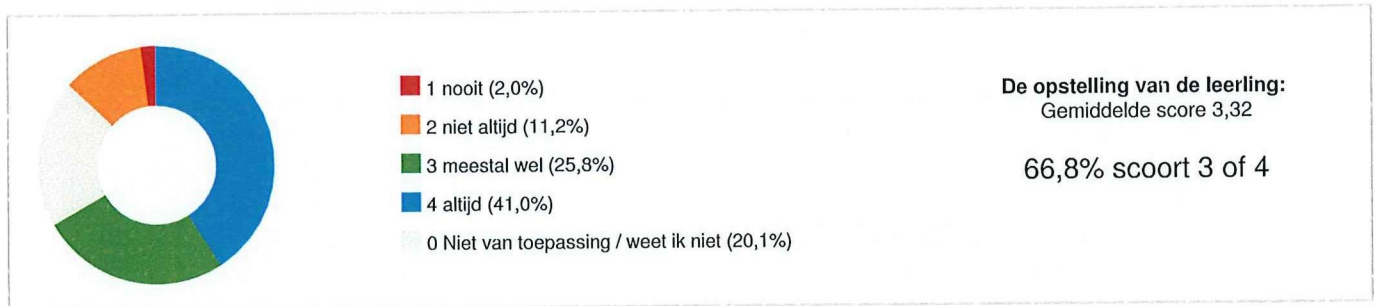 1 nooit (2,0%)
2 niet altijd (11,2%)
3 meestal wel (25,8%)
4 altijd (41,0%)
0 Niet van toepassing / weet ik niet (20,1%)
De opstelling van de leerling:
Gemiddelde score 3,32
66,8% scoort 3 of 4